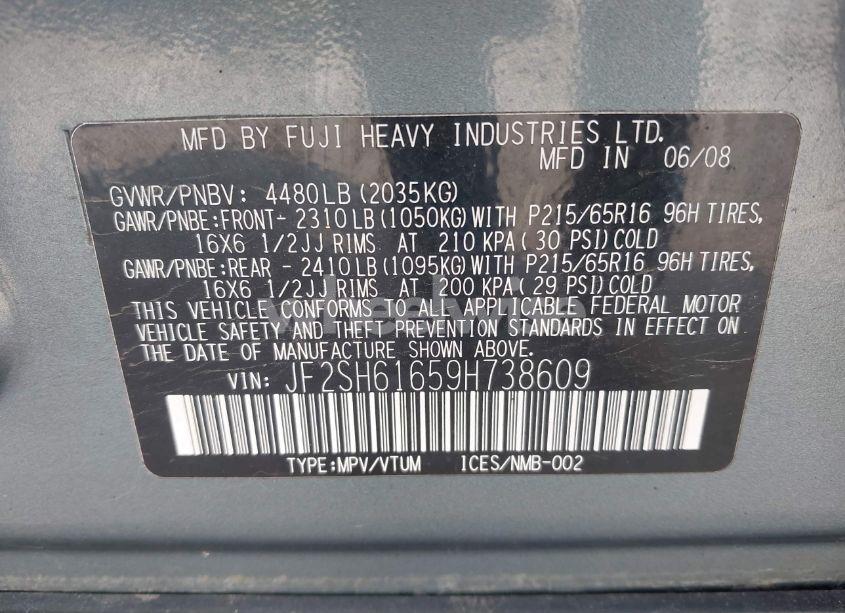 MFD BY FUJI HEAVY INDUSTRIES LTD.
MFD IN 06/08
GVWR/PNBV: 4480LB(2035KG)
GAWR/PNBE:FRONT- 2310LB(1050KG)WITH P215/65R16 96H TIRES,
16X6 1/2JJ RIMS AT 210 KPA(30 PSI)COLD
GAWR/PNBE:REAR - 2410LB(1095KG)WITH P215/65R16 96H TIRES,
16X6 1/2JJ RIMS AT 200 KPA(29 PSI)COLD
THIS VEHICLE CONFORMS TO ALL APPLICABLE FEDERAL MOTOR
VEHICLE SAFETY AND THEFT PREVENTION STANDARDS IN EFFECT ON
THE DATE OF MANUFACTURE SHOWN ABOVE.
VIN: JF2SH61659H738609
TYPE:MPV/VTUM 1CES/NMB-002